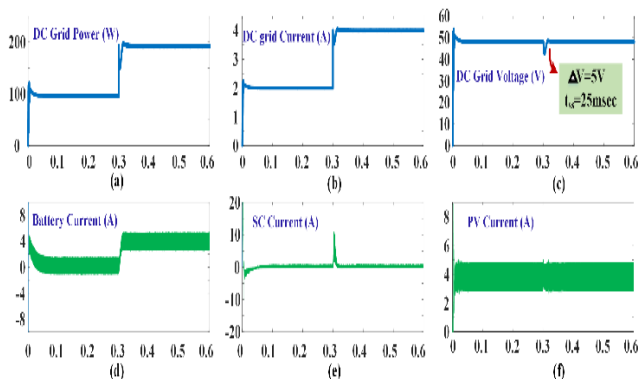 DC Grid Power (W)
200
100
0
0 0.1 0.2 0.3 0.4 0.5 0.6
(a)
DC grid Current (A)
4
2
0
0 0.1 0.2 0.3 0.4 0.5 0.6
(b)
60
50
40
30
20
10
0
DC Grid Voltage (V)
ΔV=5V
tss=25msec
0 0.1 0.2 0.3 0.4 0.5 0.6
(c)
8
4
0
-4
-8
Battery Current (A)
0 0.1 0.2 0.3 0.4 0.5 0.6
(d)
20
10
0
-10
-20
SC Current (A)
0 0.1 0.2 0.3 0.4 0.5 0.6
(e)
8
6
4
2
0
PV Current (A)
0 0.1 0.2 0.3 0.4 0.5 0.6
(f)